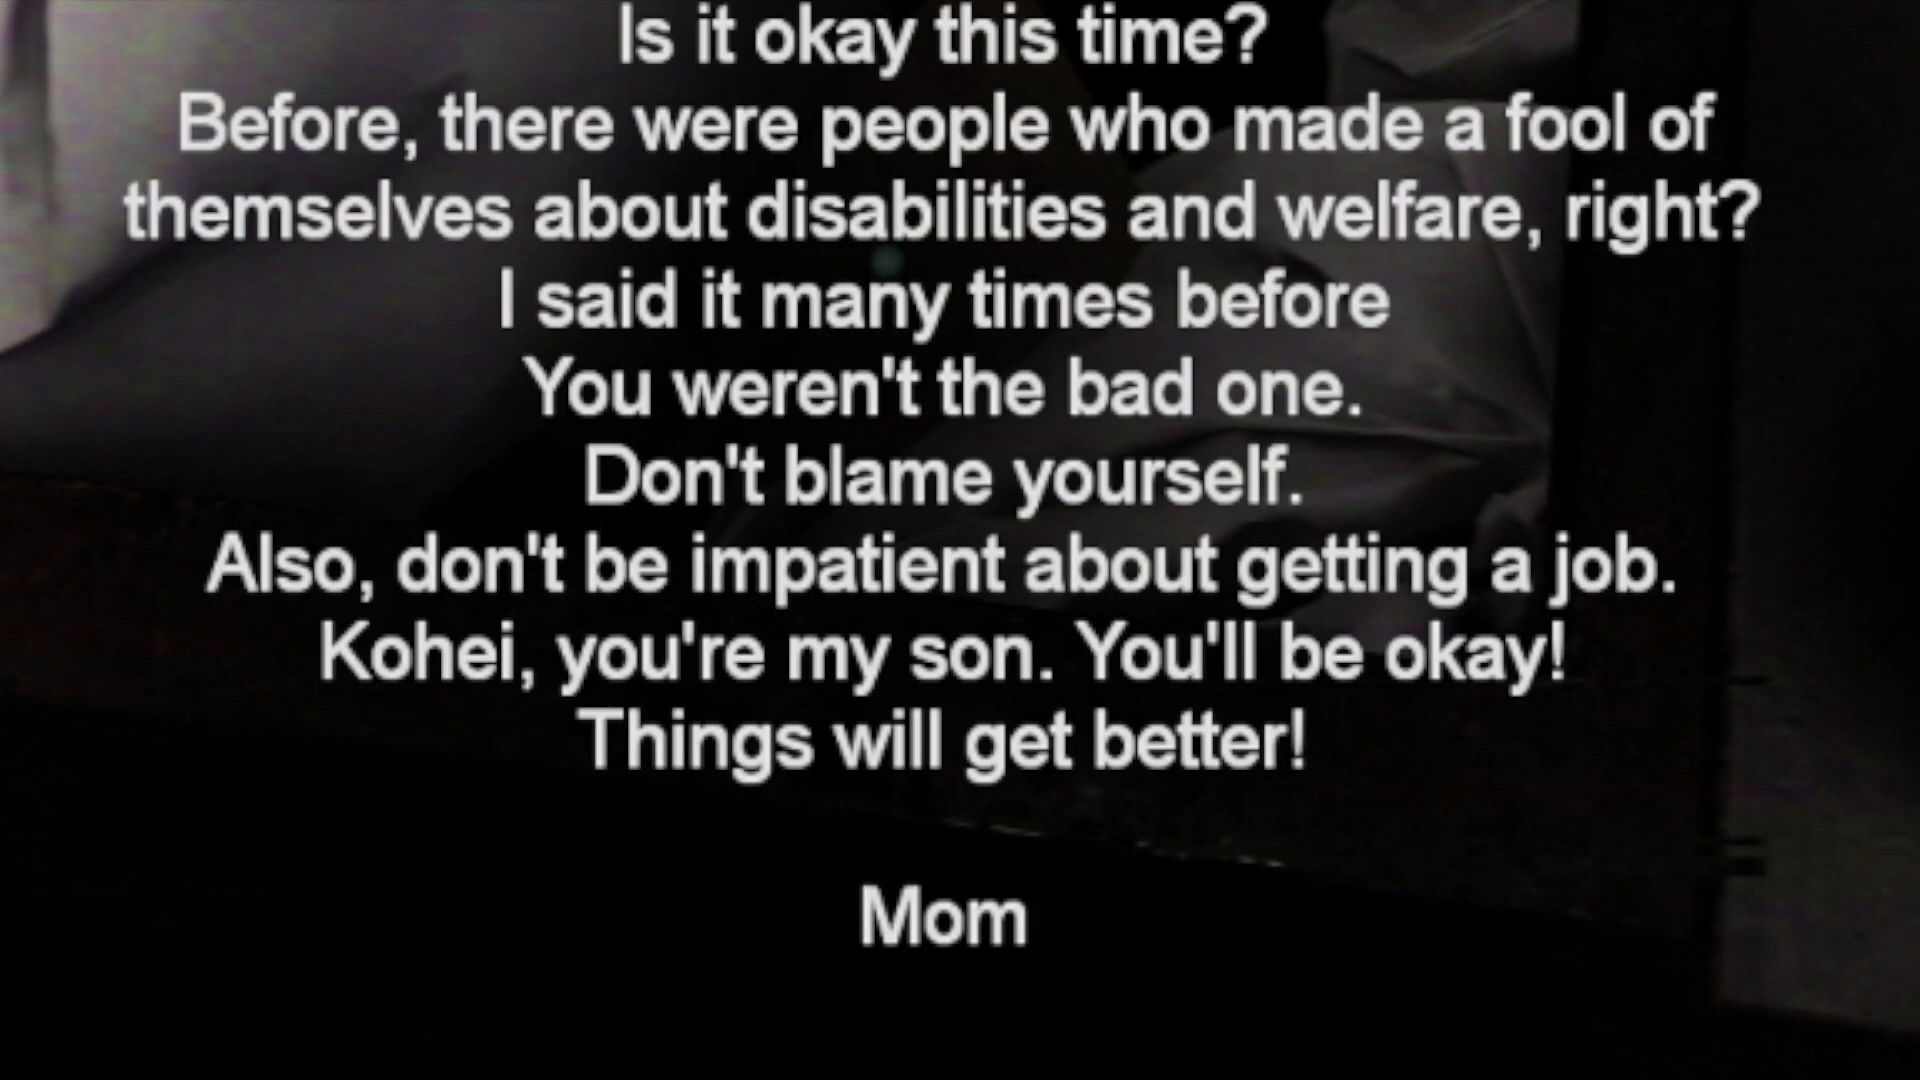 Is it okay this time?
Before, there were people who made a fool of
themselves about disabilities and welfare, right?
I said it many times before
You weren't the bad one.
Don't blame yourself.
Also, don't be impatient about getting a job.
Kohei, you're my son. You'll be okay!
Things will get better!
Mom